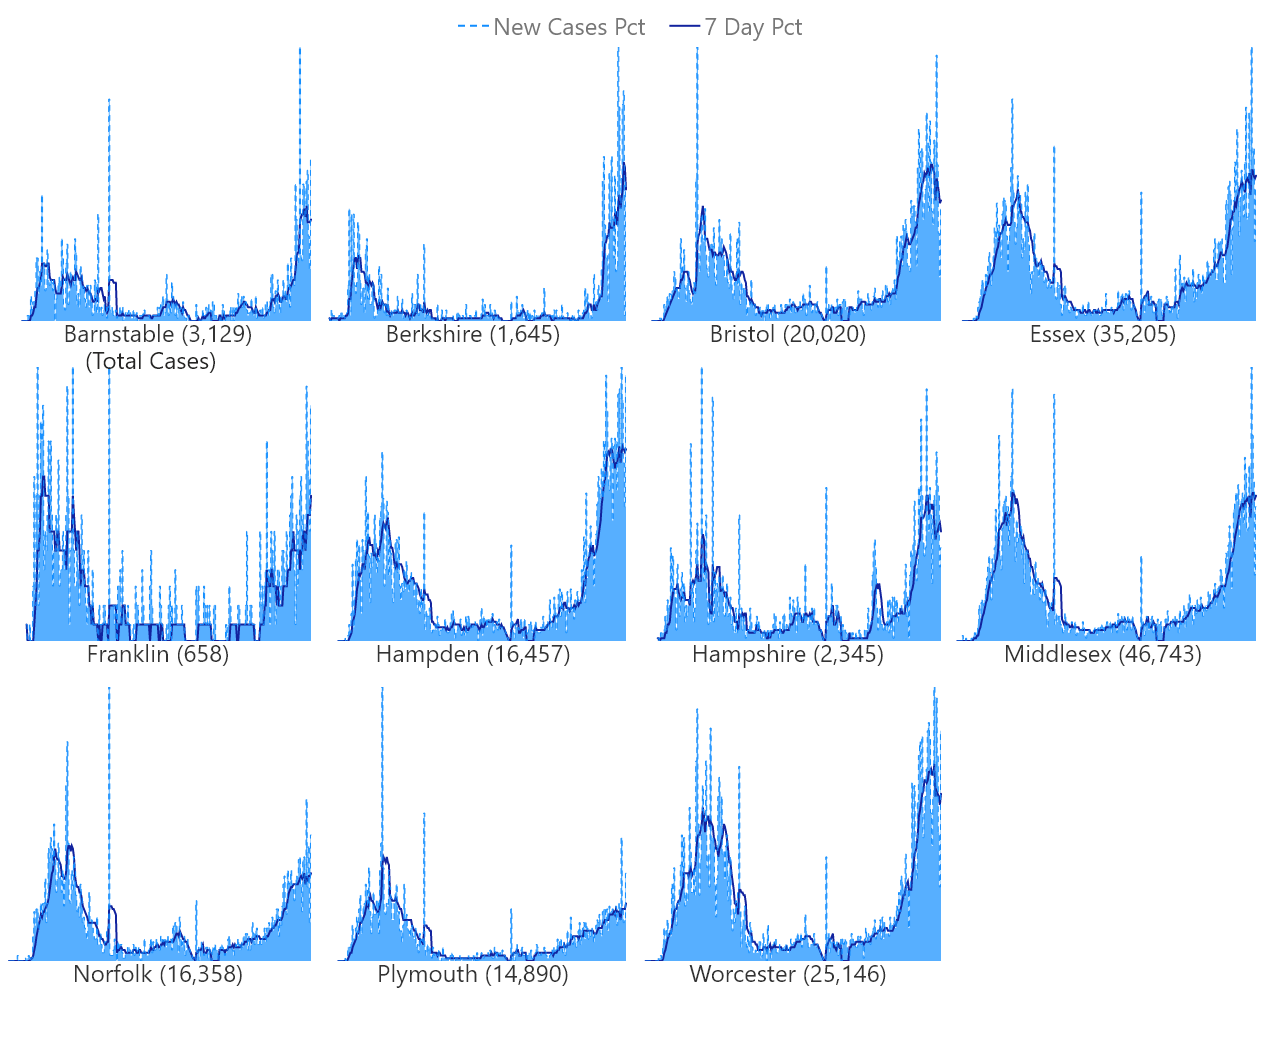 New Cases Pct 7 Day Pct
Barnstable (3,129) Berkshire (1,645) Bristol (20,020) Essex (35,205)
(Total Cases)
Franklin (658) Hampden (16,457) Hampshire (2,345) Middlesex (46,743)
Norfolk (16,358) Plymouth (14,890) Worcester (25,146)